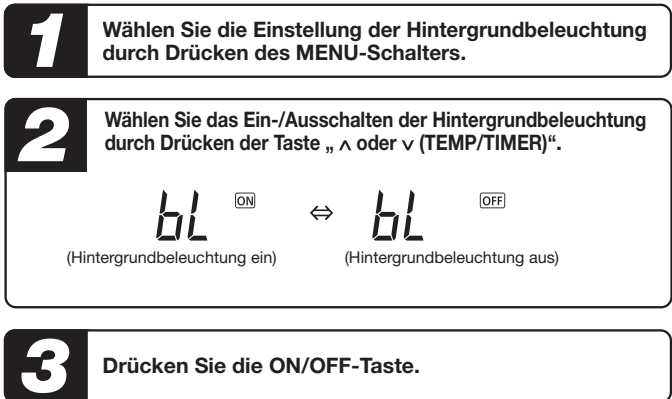 1
Wählen Sie die Einstellung der Hintergrundbeleuchtung
durch Drücken des MENU-Schalters.
2
Wählen Sie das Ein-/Ausschalten der Hintergrundbeleuchtung
durch Drücken der Taste „ ∧ oder ∨ (TEMP/TIMER)“.
bL ON ⇔ bL OFF
(Hintergrundbeleuchtung ein) (Hintergrundbeleuchtung aus)
3
Drücken Sie die ON/OFF-Taste.